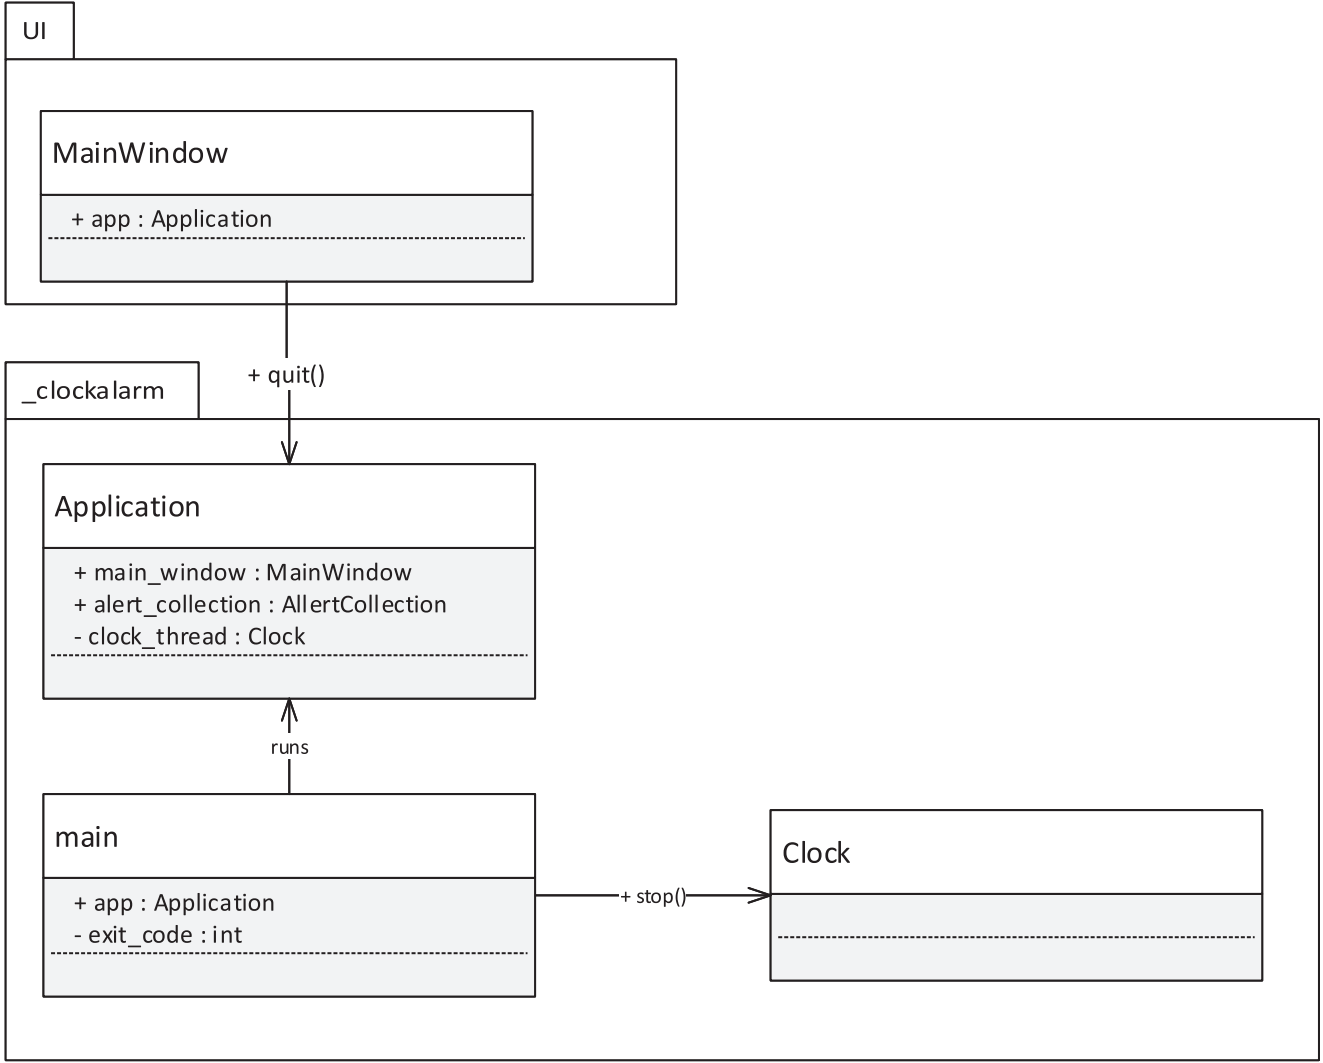 UI
MainWindow
+ app : Application
+ quit()
_clockalarm
Application
+ main_window : MainWindow
+ alert_collection : AllertCollection
- clock_thread : Clock
runs
main
+ app : Application
- exit_code : int
+ stop()
Clock